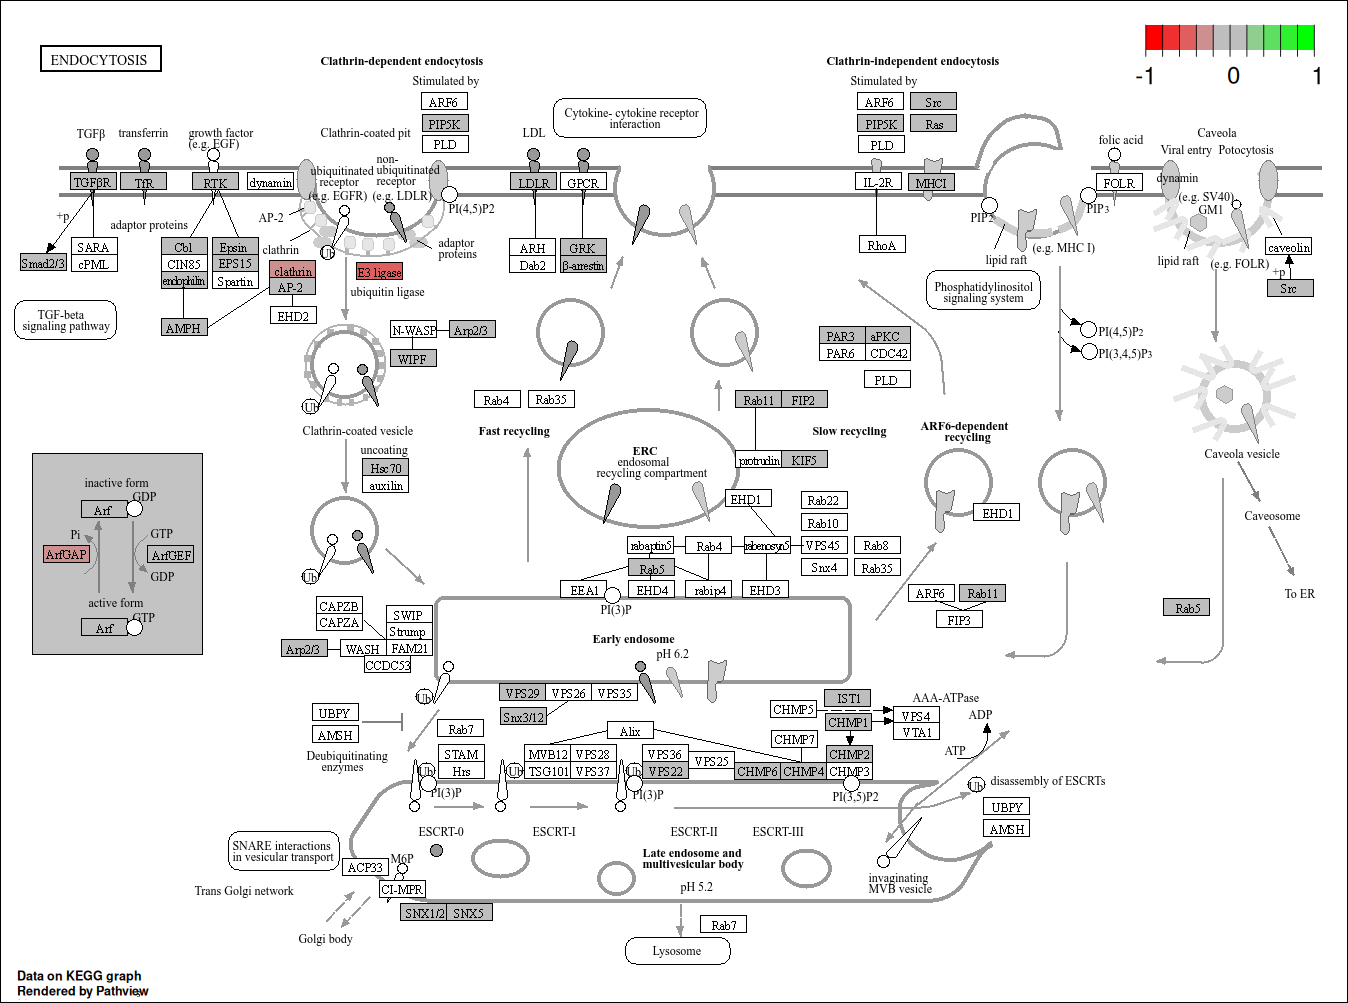 ENDOCYTOSIS
Clathrin-dependent endocytosis
Stimulated by
ARF6
PIP5K
PLD
Clathrin-independent endocytosis
Stimulated by
ARF6
Src
PIP5K
Ras
PLD
-1
0
1
Cytokine- cytokine receptor
interaction
TGFβ
transferrin
growth factor
(e.g. EGF)
Clathrin-coated pit
LDL
folic acid
Caveola
Viral entry
Potocytosis
TGFβR
TfR
RTK
dynamin
ubiquitinated
receptor
(e.g. EGFR)
non-
ubiquitinated
receptor
(e.g. LDLR)
LDLR
GPCR
IL-2R
MHCI
FOLR
dynamin
(e.g. SV40)
GM1
PI(4,5)P2
PIP2
PIP3
+p
adaptor proteins
AP-2
clathrin
Ub
adaptor
proteins
SARA
cPML
Smad2/3
Cbl
CIN85
endophilin
Epsin
EPS15
Spartin
AMPH
clathrin
AP-2
EHD2
E3 ligase
ubiquitin ligase
ARH
Dab2
GRK
β-arrestin
RhoA
lipid raft
(e.g. MHC I)
lipid raft
(e.g. FOLR)
caveolin
+p
Src
TGF-beta
signaling pathway
Phosphatidylinositol
signaling system
N-WASP
Arp2/3
WIPF
PAR3
aPKC
PAR6
CDC42
PLD
PI(4,5)P2
PI(3,4,5)P3
Ub
Clathrin-coated vesicle
uncoating
Hsc70
auxilin
Rab4
Rab35
Fast recycling
Rab11
FIP2
Slow recycling
protrudin
KIF5
ERC
endosomal
recycling compartment
ARF6-dependent
recycling
EHD1
Caveola vesicle
Caveosome
To ER
inactive form
GDP
Arf
Pi
GTP
ArfGAP
ArfGEF
GDP
active form
GTP
Arf
Ub
EHD1
Rab22
Rab10
rabaptin5
Rab4
rabenosyn5
VPS45
Rab8
Rab5
Snx4
Rab35
EEA1
EHD4
rabip4
EHD3
PI(3)P
ARF6
Rab11
FIP3
Rab5
CAPZB
CAPZA
SWIP
Strump
Arp2/3
WASH
FAM21
CCDC53
Early endosome
pH 6.2
Ub
VPS29
VPS26
VPS35
Snx3/12
UBPY
AMSH
Deubiquitinating
enzymes
Rab7
STAM
Hrs
Ub
PI(3)P
Alix
MVB12
VPS28
TSG101
VPS37
Ub
VPS36
VPS22
VPS25
Ub
PI(3)P
CHMP5
IST1
CHMP1
CHMP7
CHMP2
CHMP6
CHMP4
CHMP3
PI(3,5)P2
AAA-ATPase
VPS4
VTA1
ADP
ATP
Ub
disassembly of ESCRTs
UBPY
AMSH
ESCRT-0
ESCRT-I
ESCRT-II
ESCRT-III
SNARE interactions
in vesicular transport
ACP33
M6P
CI-MPR
Late endosome and
multivesicular body
pH 5.2
invaginating
MVB vesicle
Trans Golgi network
SNX1/2
SNX5
Golgi body
Rab7
Lysosome
Data on KEGG graph
Rendered by Pathview